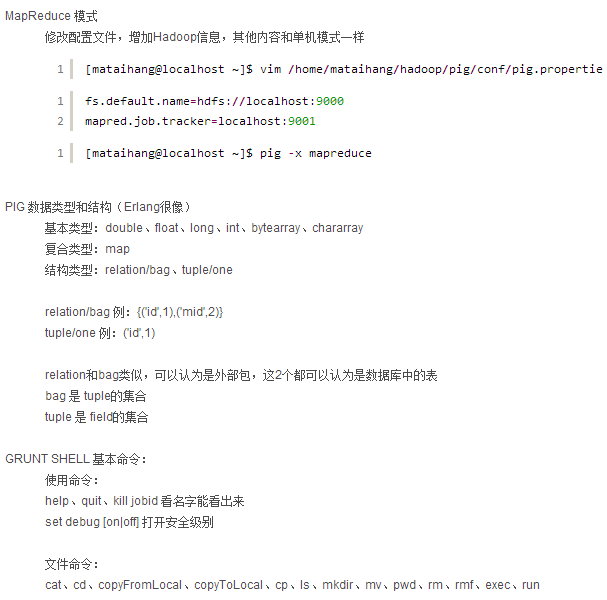 MapReduce 模式
修改配置文件，增加Hadoop信息，其他内容和单机模式一样
1 [mataihang@localhost ~]$ vim /home/mataihang/hadoop/pig/conf/pig.propertie
1 fs.default.name=hdfs://localhost:9000
2 mapred.job.tracker=localhost:9001
1 [mataihang@localhost ~]$ pig -x mapreduce
PIG 数据类型和结构（Erlang很像）
基本类型：double、float、long、int、bytearray、chararray
复合类型：map
结构类型：relation/bag、tuple/one
relation/bag 例：{('id',1),('mid',2)}
tuple/one 例：('id',1)
relation和bag类似，可以认为是外部包，这2个都可以认为是数据库中的表
bag 是 tuple的集合
tuple 是 field的集合
GRUNT SHELL 基本命令：
使用命令：
help、quit、kill jobid 看名字能看出来
set debug [on|off] 打开安全级别
文件命令：
cat、cd、copyFromLocal、copyToLocal、cp、ls、mkdir、mv、pwd、rm、rmf、exec、run